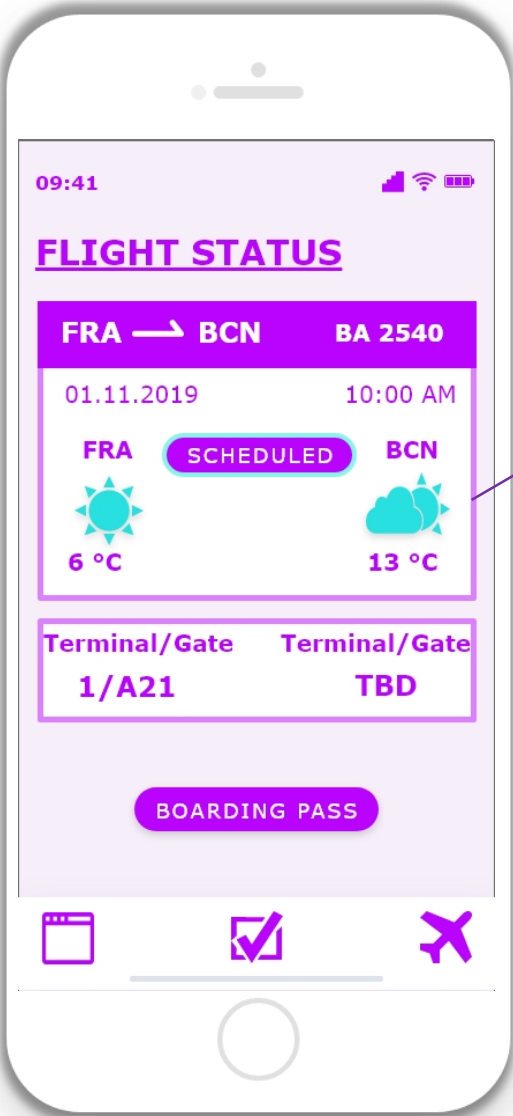 09:41
FLIGHT STATUS
FRA BCN BA 2540
01.11.2019 10:00 AM
FRA SCHEDULED BCN
6 °C 13 °C
Terminal/Gate Terminal/Gate
1/A21 TBD
BOARDING PASS